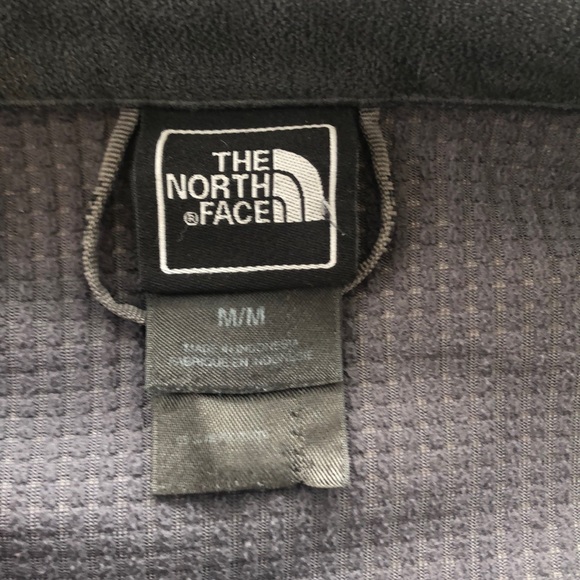 THE
NORTH
® FACE
M/M
MADE IN INDONESIA
FABRIQUE EN INDONESIE